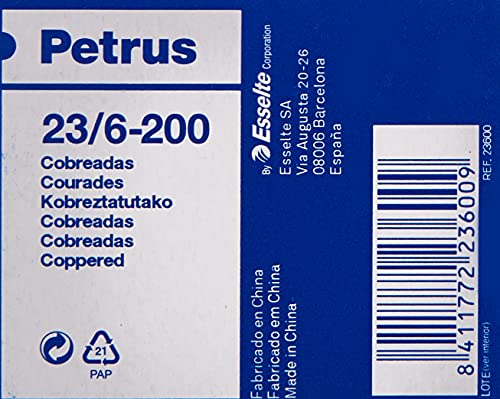 Petrus
23/6-200
Cobreadas
Courades
Kobreztatutako
Cobreadas
Cobreadas
Coppered
21
PAP
By Esselte Corporation
Esselte SA
Via Augusta 20-26
08006 Barcelona
España
Fabricado en China
Fabricado em China
Made in China
8 411772 236009
REF. 23600
LOTE (ver interior)